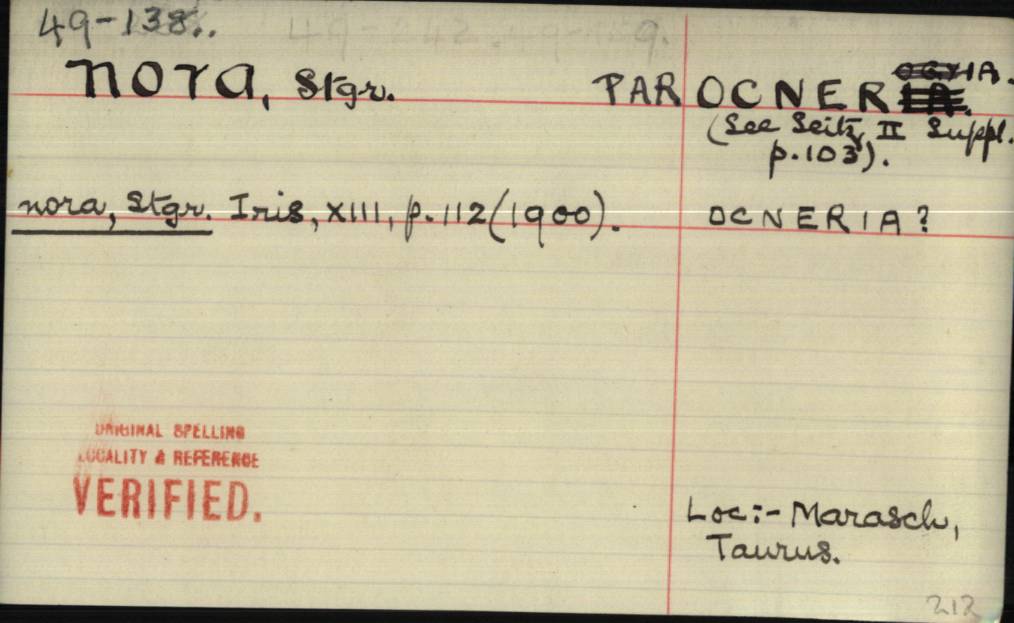 49-138..
nora, Stgr. PAROCNERIA.
(See Seitz, II Suppl.
p.103).
nora, Stgr. Iris, XIII, p.112(1900). OCNERIA?
ORIGINAL SPELLING
LOCALITY & REFERENCE
VERIFIED.
Loc:- Marasch,
Taurus.
212